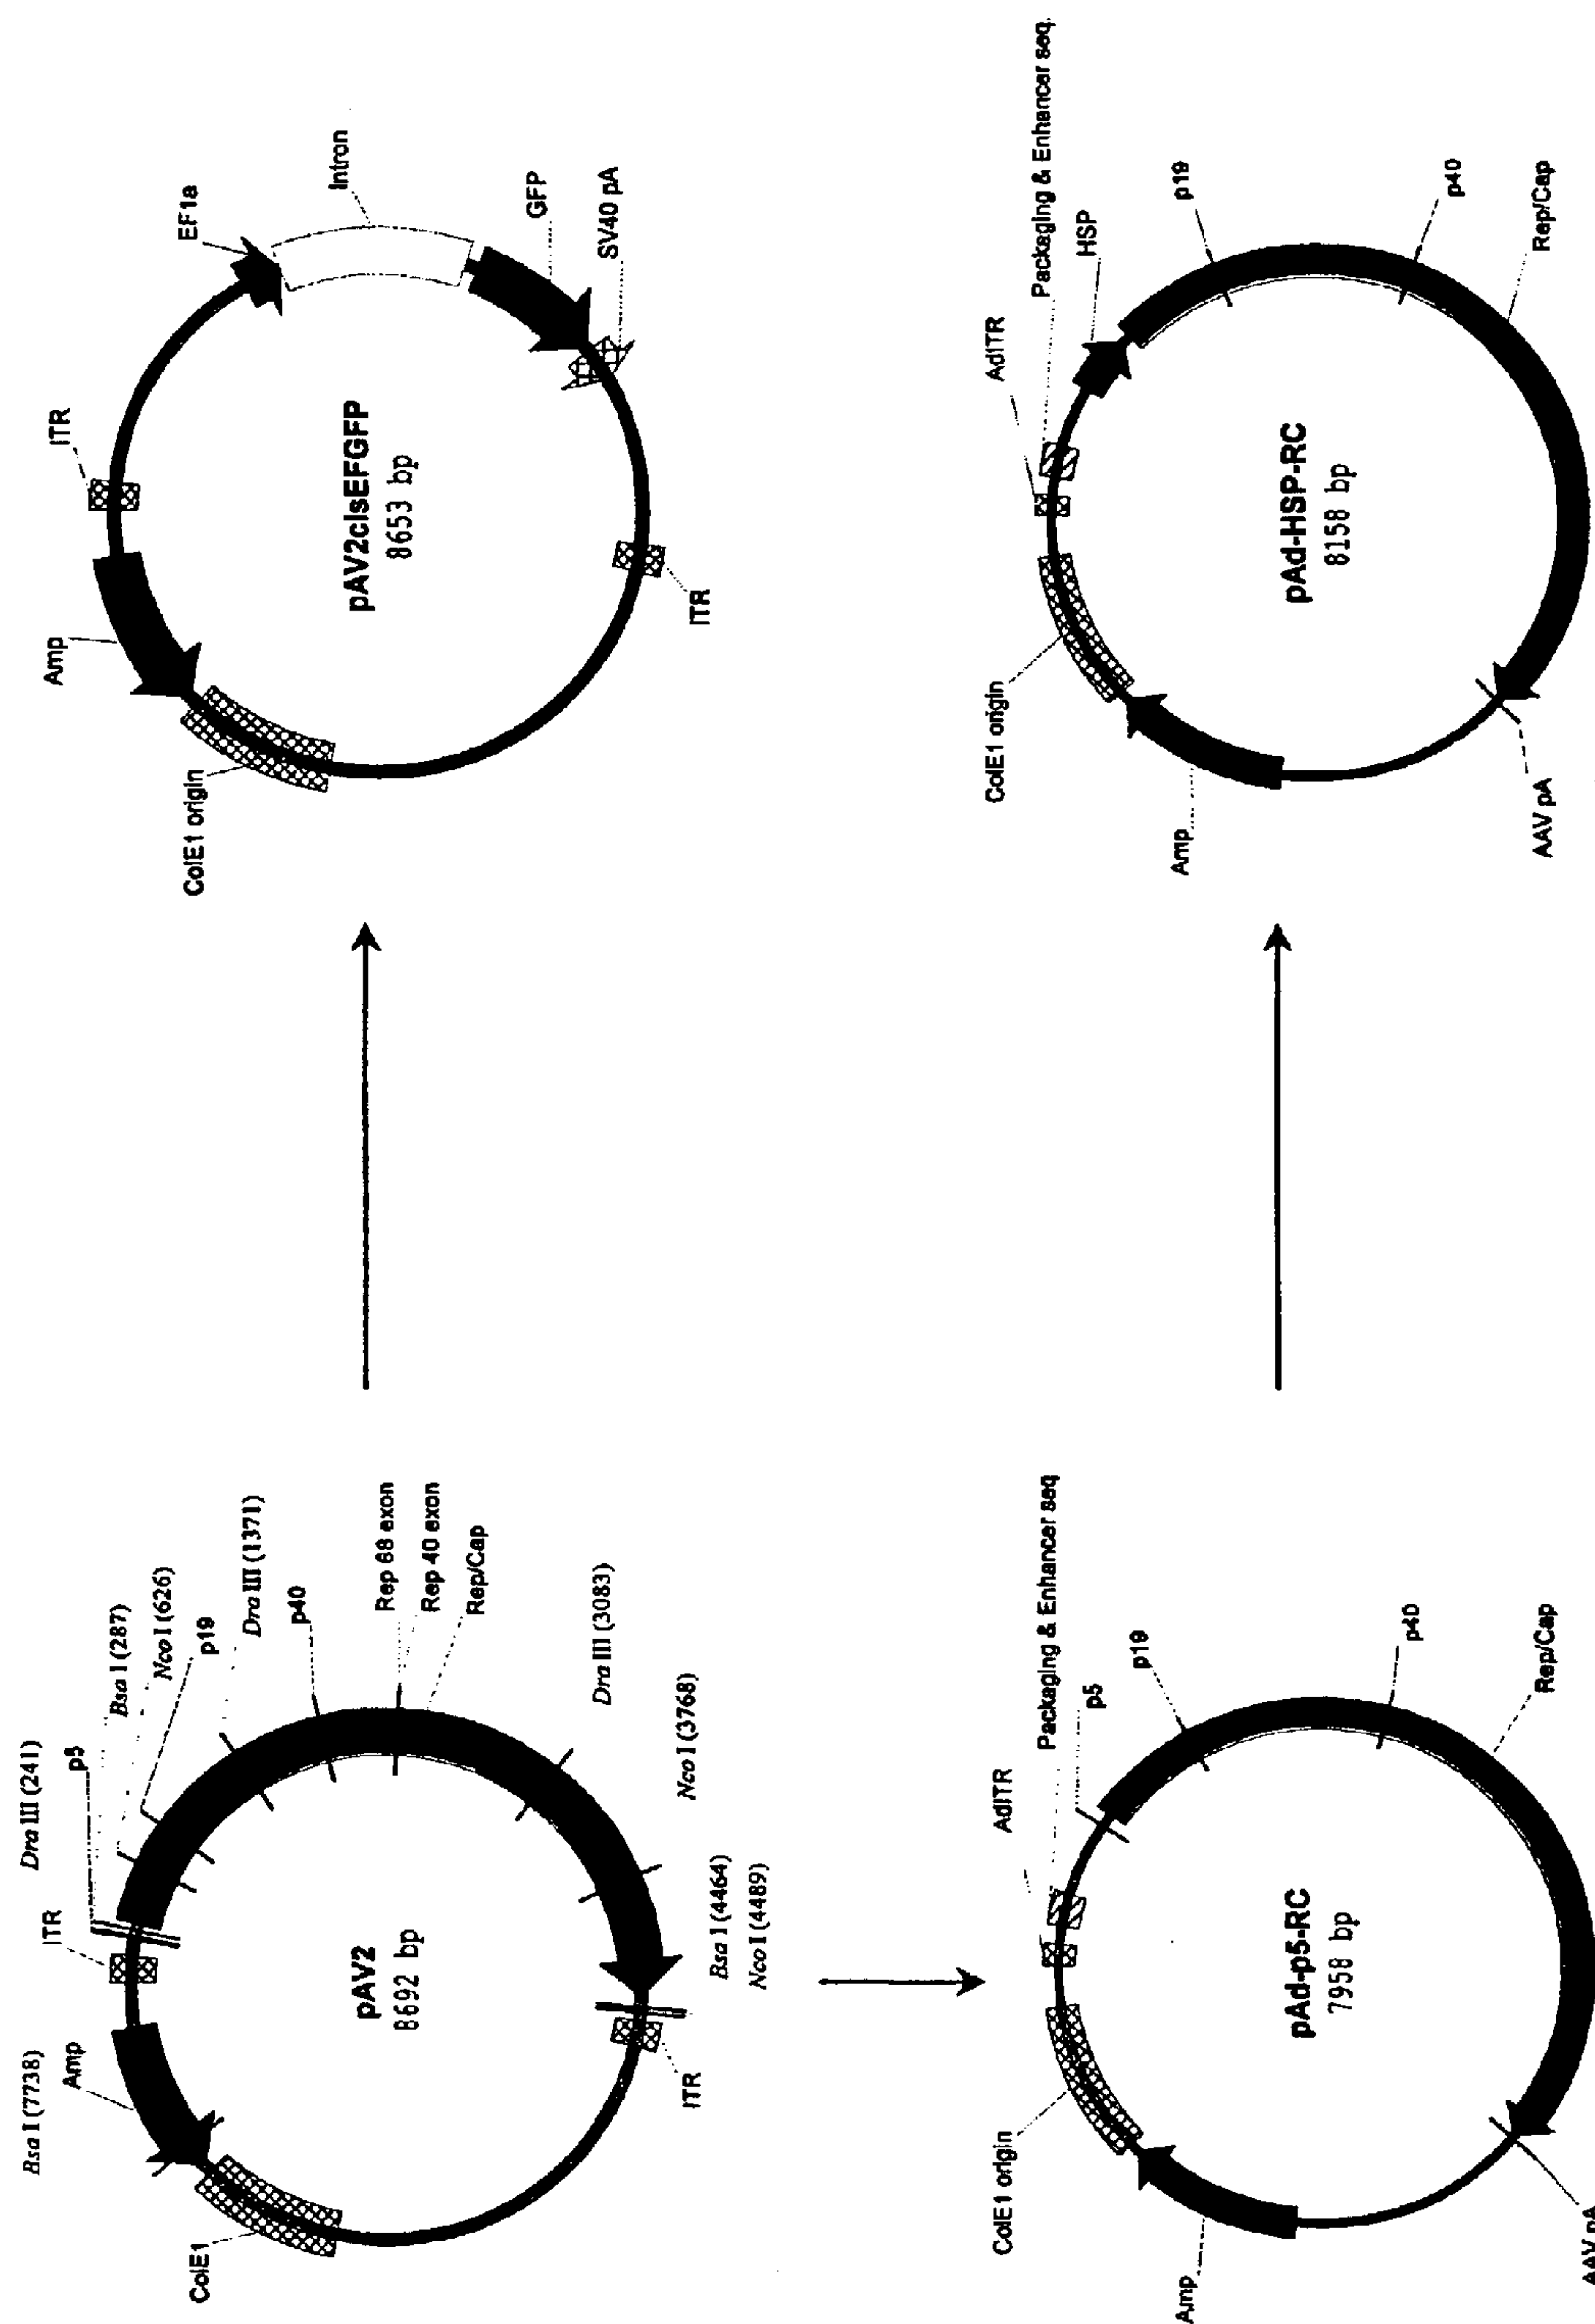 Bsa I (7738)
Amp
ColE1
ITR
Dra III (241)
p5
Bsa I (287)
Nco I (626)
p19
Dra III (1371)
p40
Rep 68 exon
Rep 40 exon
Rep/Cap
Dra III (3083)
Nco I (3768)
Bsa I (4464)
Nco I (4489)
ITR
pAV2
8692 bp
Amp
ITR
ColE1 origin
EF1a
Intron
GFP
SV40 pA
ITR
pAV2cisEFGFP
8653 bp
ColE1 origin
AdITR
Packaging & Enhancer seq
p5
p19
p40
Rep/Cap
AAV pA
Amp
pAd-p5-RC
7958 bp
ColE1 origin
AdITR
Packaging & Enhancer seq.
HSP
p19
p40
Rep/Cap
AAV pA
Amp
pAd-HSP-RC
8158 bp